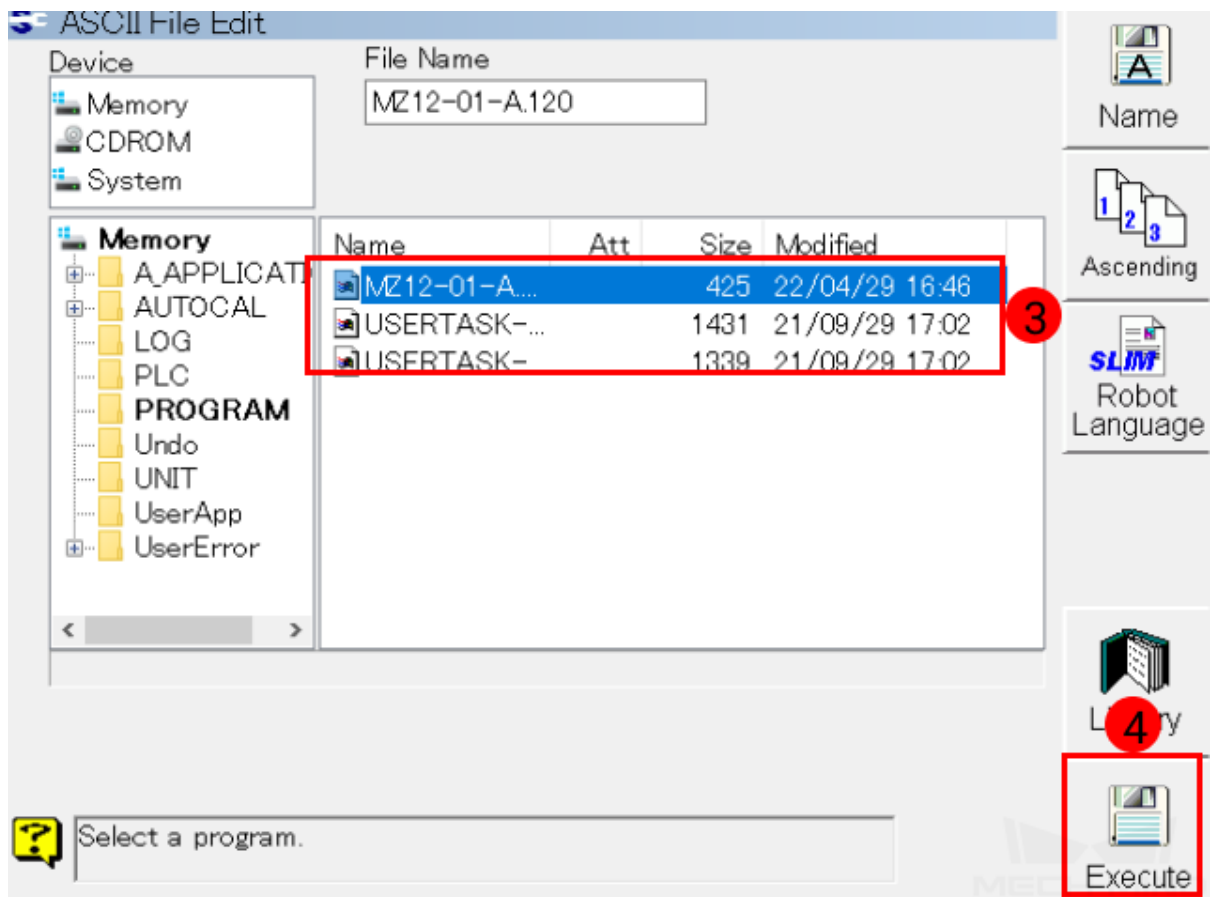 ASCII File Edit
Device
File Name
Memory
CDROM
System
MZ12-01-A.120
Memory
A_APPLICATI
AUTOCAL
LOG
PLC
PROGRAM
Undo
UNIT
UserApp
UserError
Name Att Size Modified
MZ12-01-A.... 425 22/04/29 16:46
USERTASK-... 1431 21/09/29 17:02
USERTASK- 1339 21/09/29 17:02
3
Select a program.
A
Name
1 2 3
Ascending
SLIM
Robot
Language
4
Execute